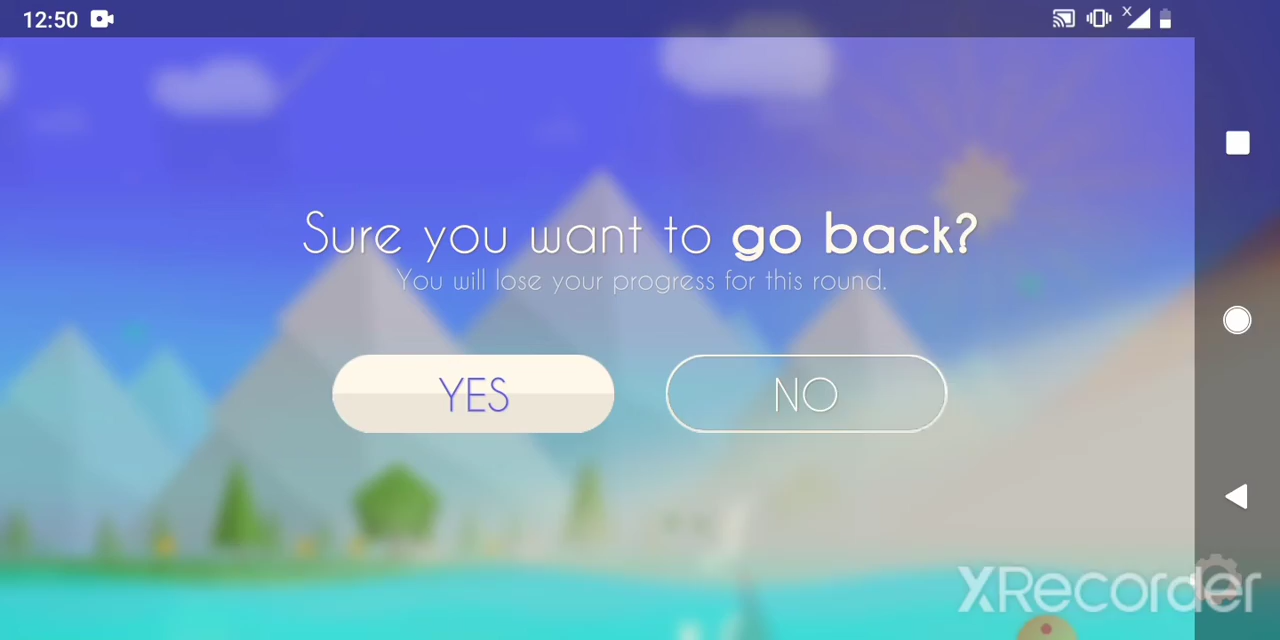 12:50
Sure you want to go back?
You will lose your progress for this round.
YES
NO
XRecorder